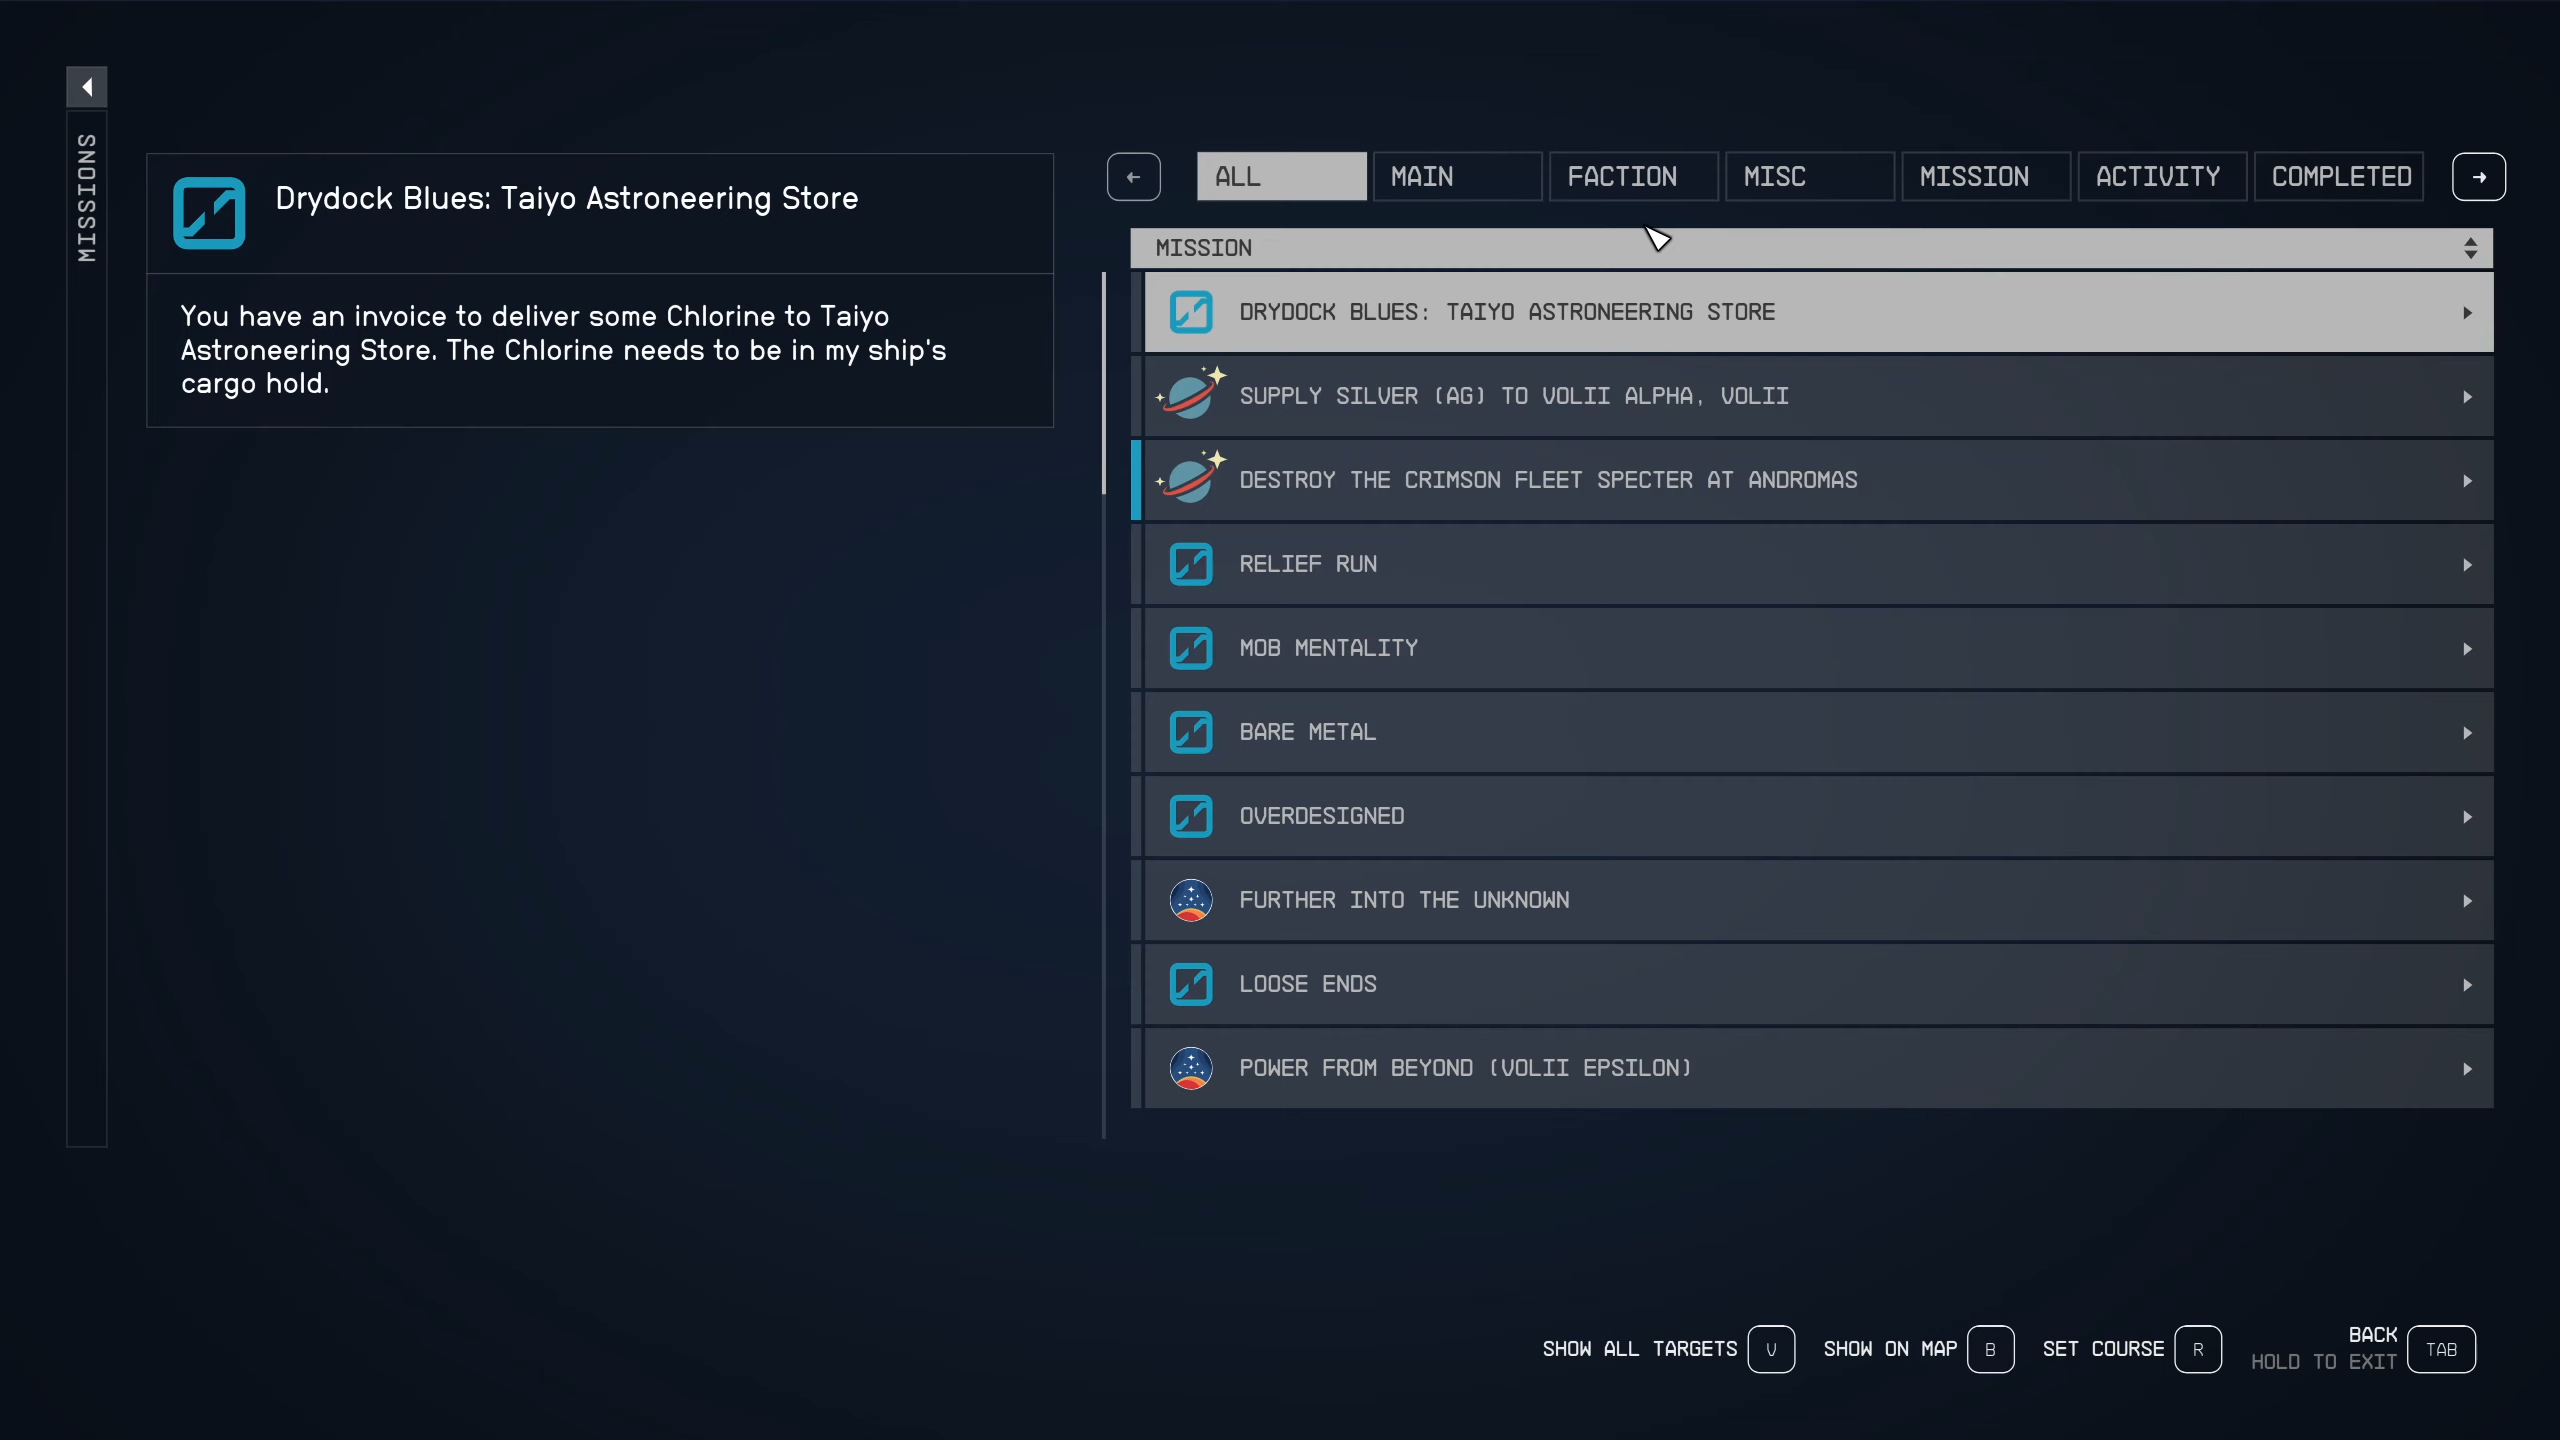 MISSIONS
Drydock Blues: Taiyo Astroneering Store
You have an invoice to deliver some Chlorine to Taiyo
Astroneering Store. The Chlorine needs to be in my ship's
cargo hold.
ALL MAIN FACTION MISC MISSION ACTIVITY COMPLETED
MISSION
DRYDOCK BLUES: TAIYO ASTRONEERING STORE
SUPPLY SILVER (AG) TO VOLII ALPHA, VOLII
DESTROY THE CRIMSON FLEET SPECTER AT ANDROMAS
RELIEF RUN
MOB MENTALITY
BARE METAL
OVERDESIGNED
FURTHER INTO THE UNKNOWN
LOOSE ENDS
POWER FROM BEYOND (VOLII EPSILON)
SHOW ALL TARGETS V SHOW ON MAP B SET COURSE R BACK TAB
HOLD TO EXIT